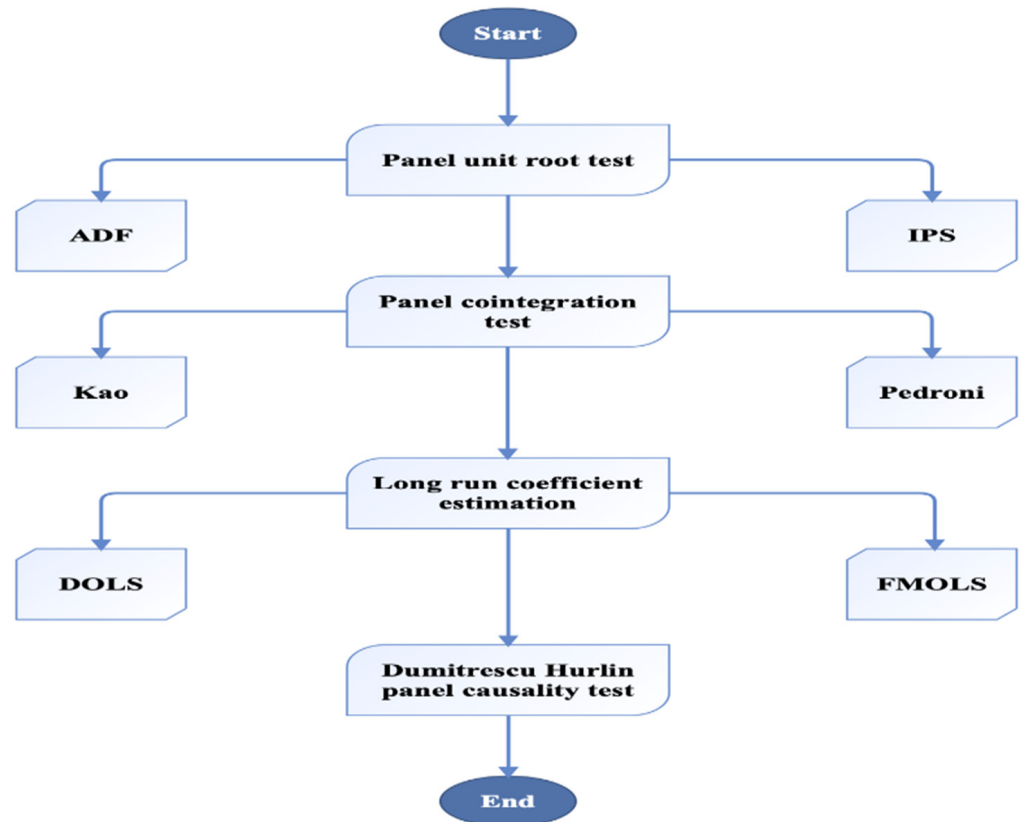 Start
Panel unit root test
ADF
IPS
Panel cointegration
test
Kao
Pedroni
Long run coefficient
estimation
DOLS
FMOLS
Dumitrescu Hurlin
panel causality test
End